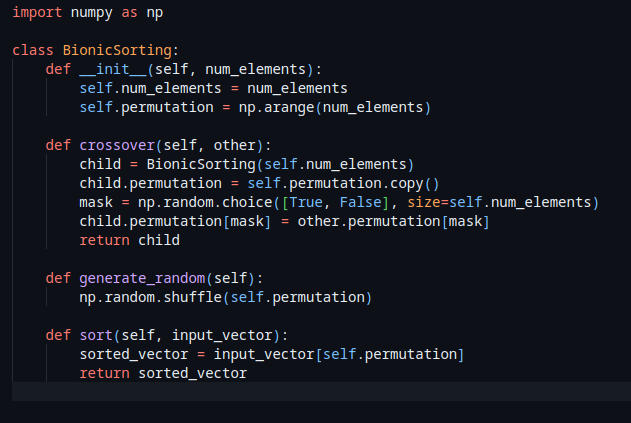 import numpy as np

class BionicSorting:
    def __init__(self, num_elements):
        self.num_elements = num_elements
        self.permutation = np.arange(num_elements)

    def crossover(self, other):
        child = BionicSorting(self.num_elements)
        child.permutation = self.permutation.copy()
        mask = np.random.choice([True, False], size=self.num_elements)
        child.permutation[mask] = other.permutation[mask]
        return child

    def generate_random(self):
        np.random.shuffle(self.permutation)

    def sort(self, input_vector):
        sorted_vector = input_vector[self.permutation]
        return sorted_vector